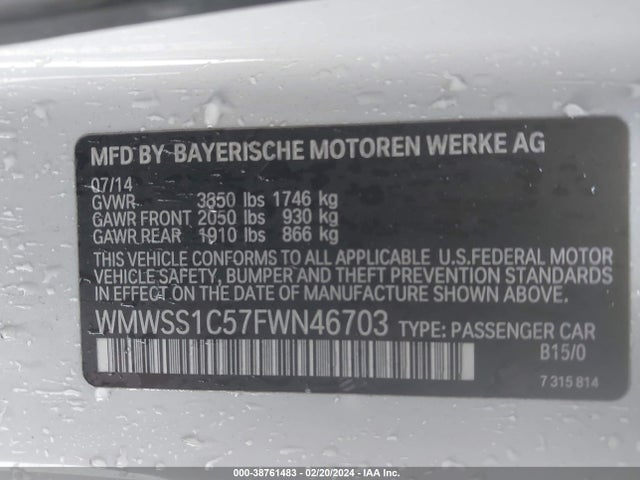 MFD BY BAYERISCHE MOTOREN WERKE AG
07/14
GVWR 3850 lbs 1746 kg
GAWR FRONT 2050 lbs 930 kg
GAWR REAR 1910 lbs 866 kg
THIS VEHICLE CONFORMS TO ALL APPLICABLE U.S.FEDERAL MOTOR
VEHICLE SAFETY, BUMPER AND THEFT PREVENTION STANDARDS
IN EFFECT ON THE DATE OF MANUFACTURE SHOWN ABOVE.
WMWSS1C57FWN46703 TYPE: PASSENGER CAR
B15/0
7 315 814
000-38761483 - 02/20/2024 - IAA Inc.